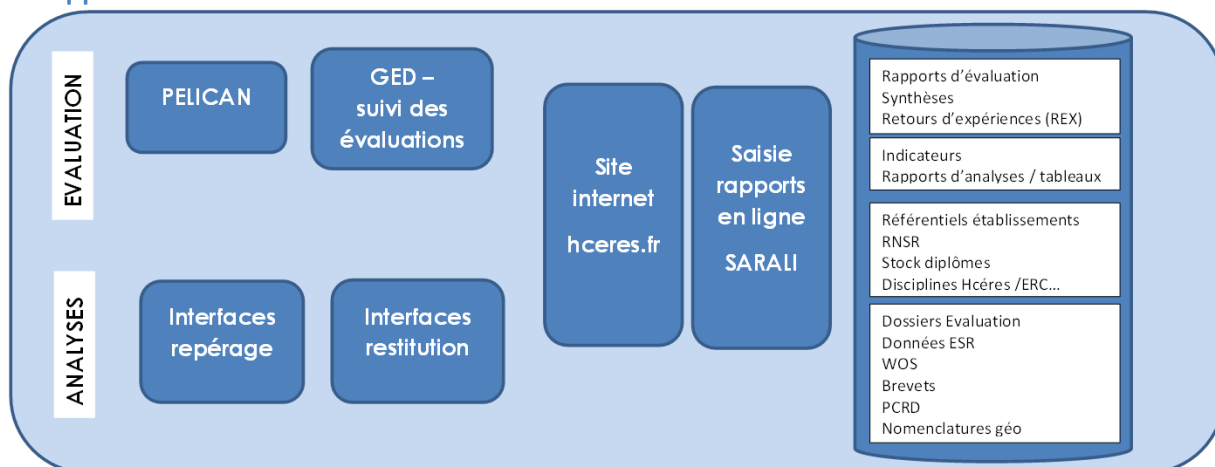 EVALUATION
PELICAN
GED –
suivi des
évaluations
ANALYSES
Interfaces
repérage
Interfaces
restitution
Site
internet
hceres.fr
Saisie
rapports
en ligne
SARALI
Rapports d'évaluation
Synthèses
Retours d'expériences (REX)
Indicateurs
Rapports d'analyses / tableaux
Référentiels établissements
RNSR
Stock diplômes
Disciplines Hcéres /ERC...
Dossiers Evaluation
Données ESR
WOS
Brevets
PCRD
Nomenclatures géo